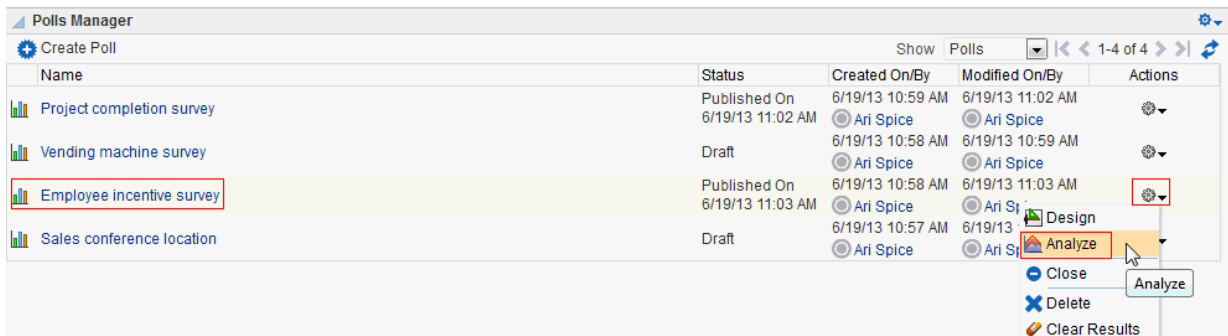 Polls Manager
Create Poll Show Polls 1-4 of 4
Name Status Created On/By Modified On/By Actions
Project completion survey Published On 6/19/13 10:59 AM 6/19/13 11:02 AM
6/19/13 11:02 AM Ari Spice Ari Spice
Vending machine survey Draft 6/19/13 10:58 AM 6/19/13 10:59 AM
Ari Spice Ari Spice
Employee incentive survey Published On 6/19/13 10:58 AM 6/19/13 11:03 AM
6/19/13 11:03 AM Ari Spice Ari
Sales conference location Draft 6/19/13 10:57 AM 6/19/13
Ari Spice Ari
Design
Analyze
Close
Analyze
Delete
Clear Results